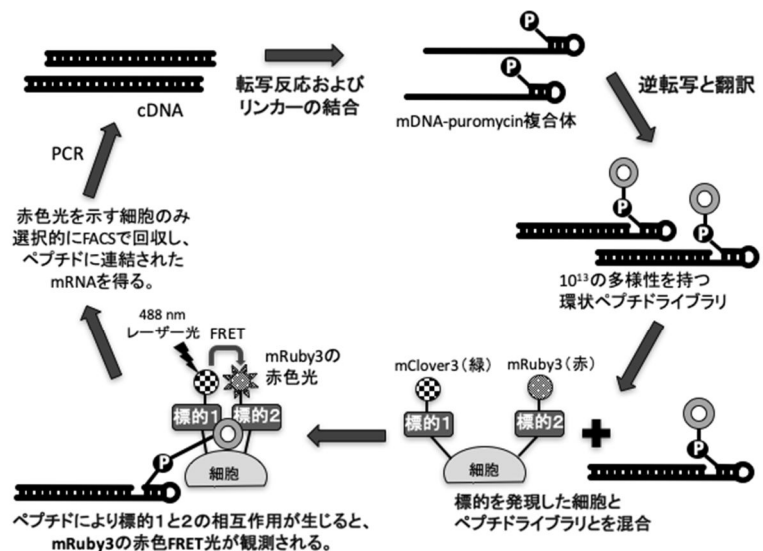 cDNA
転写反応および
リンカーの結合
P
P
mDNA-puromycin複合体
逆転写と翻訳
P
P
10¹³の多様性を持つ
環状ペプチドライブラリ
mClover3（緑）
mRuby3（赤）
標的1
標的2
細胞
P
標的を発現した細胞と
ペプチドライブラリとを混合
488 nm
レーザー光
FRET
mRuby3の
赤色光
標的1
標的2
細胞
P
ペプチドにより標的1と2の相互作用が生じると、
mRuby3の赤色FRET光が観測される。
赤色光を示す細胞のみ
選択的にFACSで回収し、
ペプチドに連結された
mRNAを得る。
PCR